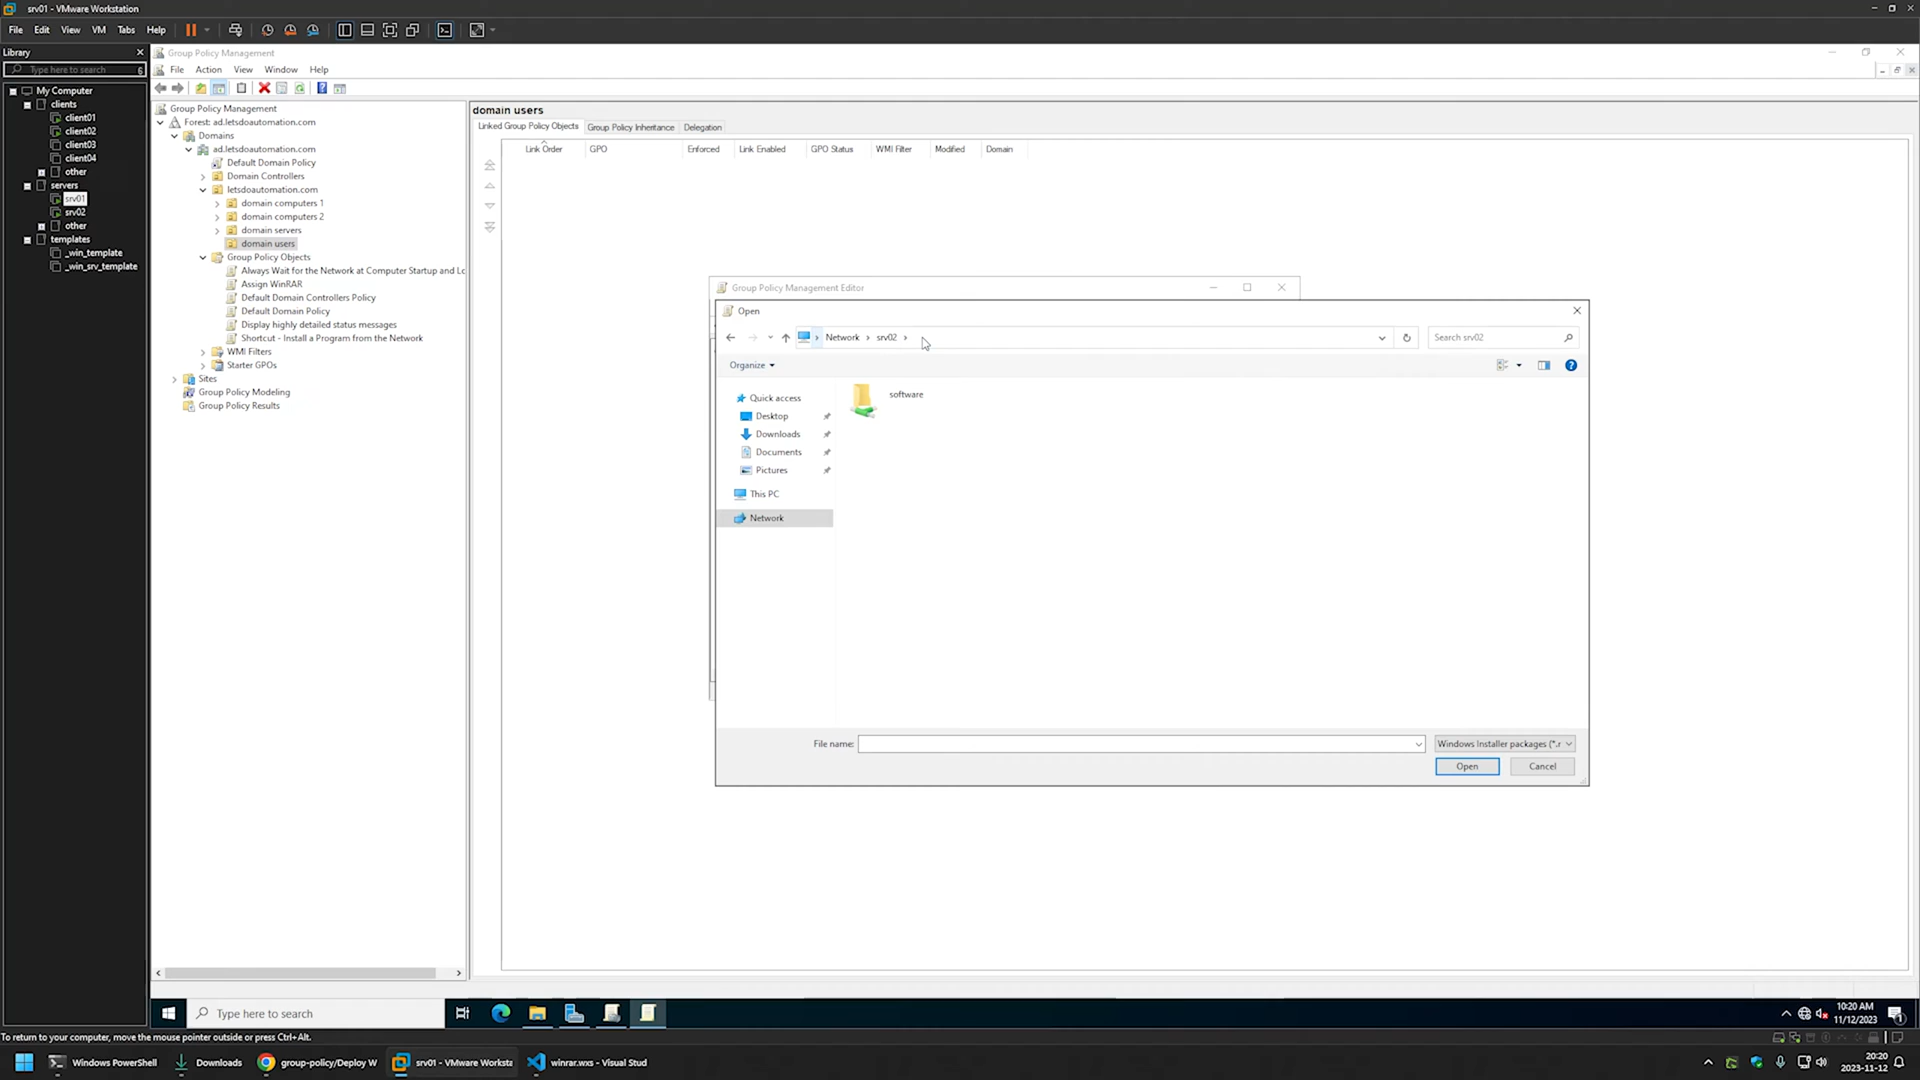 srv01 - VMware Workstation
File Edit View VM Tabs Help
Library
Type here to search
6
My Computer
clients
client01
client02
client03
client04
other
servers
srv01
srv02
other
templates
_win_template
_win_srv_template
Group Policy Management
File Action View Window Help
Group Policy Management
Forest: ad.letsdoautomation.com
Domains
ad.letsdoautomation.com
Default Domain Policy
Domain Controllers
letsdoautomation.com
domain computers 1
domain computers 2
domain servers
domain users
Group Policy Objects
Always Wait for the Network at Computer Startup and Lo
Assign WinRAR
Default Domain Controllers Policy
Default Domain Policy
Display highly detailed status messages
Shortcut - Install a Program from the Network
WMI Filters
Starter GPOs
Sites
Group Policy Modeling
Group Policy Results
domain users
Linked Group Policy Objects Group Policy Inheritance Delegation
Link Order GPO Enforced Link Enabled GPO Status WMI Filter Modified Domain
Group Policy Management Editor
Open
Network srv02
Search srv02
Organize
Quick access
Desktop
Downloads
Documents
Pictures
This PC
Network
software
File name:
Windows Installer packages (*.r
Open Cancel
Type here to search
10:20 AM
11/12/2023
1
To return to your computer, move the mouse pointer outside or press Ctrl+Alt.
Windows PowerShell Downloads group-policy/Deploy W srv01 - VMware Worksta winrar.wxs - Visual Stud
20:20
2023-11-12